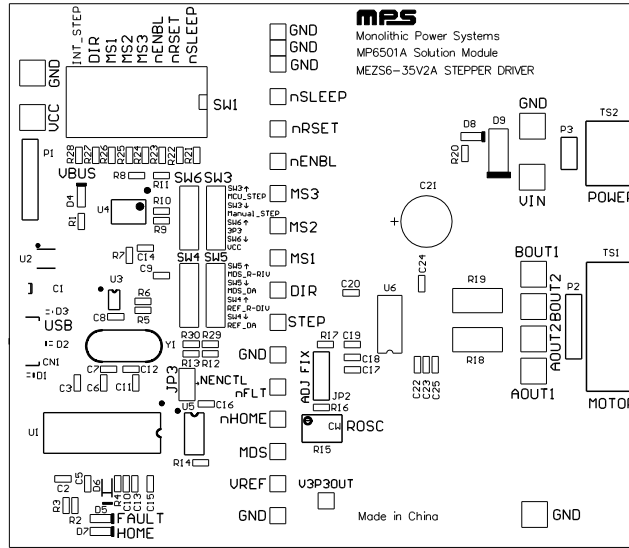 MPS
Monolithic Power Systems
MP6501A Solution Module
MEZS6-35V2A STEPPER DRIVER
INT_STEP
DIR
MS1
MS2
MS3
nENBL
nRSET
nSLEEP
GND
GND
GND
GND
VCC
SW1
nSLEEP
nRSET
nENBL
MS3
MS2
MS1
DIR
STEP
GND
nFLT
nHOME
MDS
VREF
GND
P1
R28
R27
R26
R25
R24
R23
R22
R21
VBUS
R8
R11
D4
R1
U4
R10
R9
SW6 SW3
SW3↑
MCU_STEP
SW3↓
Manual_STEP
SW6↑
3P3
SW6↓
VCC
U2
R7
C14
C9
SW4 SW5
SW5↑
MDS_R-RIV
SW5↓
MDS_DA
SW4↑
REF_R-DIV
SW4↓
REF_DA
C1
U3
C8
R6
R5
D3
USB
D2
CN1
D1
Y1
R30 R29
R13 R12
C7
C12
C3
C6
C11
JP3
NENCTL
C16
U1
U5
R14
C2
C5
D6
R4
C10
C13
C15
R3
R2
D5
FAULT
D7
HOME
GND
D8
D9
R20
VIN
P3
TS2
POWER
C21
+
C24
C20
U6
R19
R18
BOUT1
BOUT2
AOUT2
AOUT1
P2
TS1
MOTOR
R17
C19
C18
C17
ADJ FIX
JP2
R16
CW
ROSC
R15
C22
C23
C25
V3P3OUT
Made in China
GND